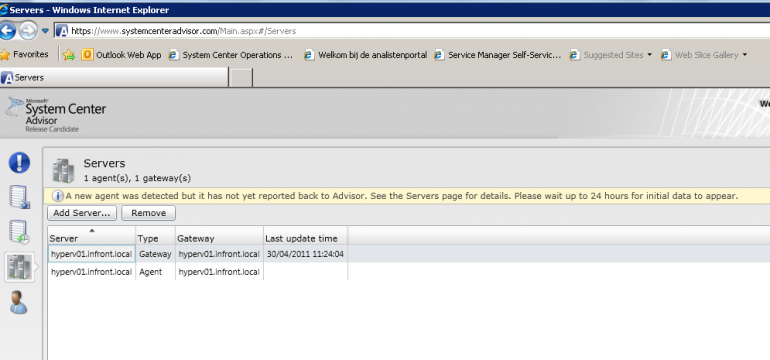 Servers - Windows Internet Explorer
https://www.systemcenteradvisor.com/Main.aspx#/Servers
Favorites Outlook Web App System Center Operations ... Welkom bij de analistenportal Service Manager Self-Servic... Suggested Sites Web Slice Gallery
Servers
Microsoft
System Center
Advisor
Release Candidate
We
Servers
1 agent(s), 1 gateway(s)
A new agent was detected but it has not yet reported back to Advisor. See the Servers page for details. Please wait up to 24 hours for initial data to appear.
Add Server... Remove
Server Type Gateway Last update time
hyperv01.infront.local Gateway hyperv01.infront.local 30/04/2011 11:24:04
hyperv01.infront.local Agent hyperv01.infront.local